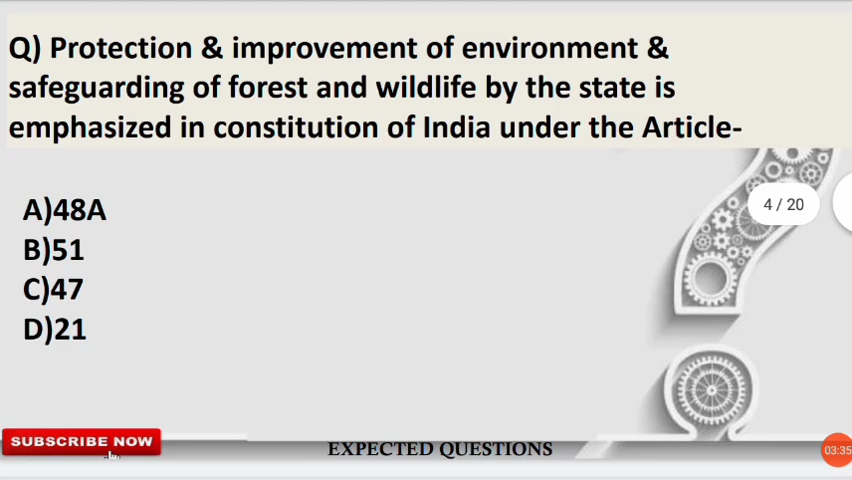 Q) Protection & improvement of environment &
safeguarding of forest and wildlife by the state is
emphasized in constitution of India under the Article-
4 / 20
A)48A
B)51
C)47
D)21
SUBSCRIBE NOW
EXPECTED QUESTIONS
03:35